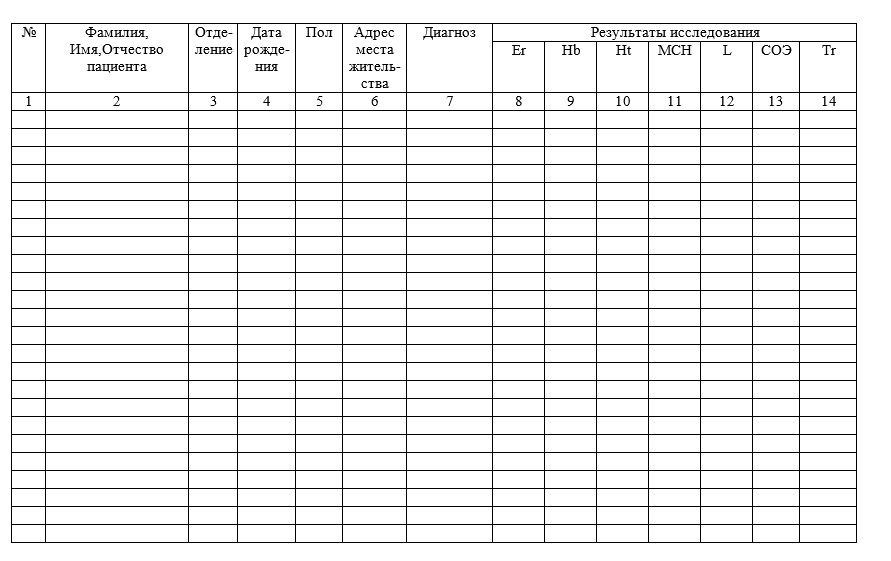 № Фамилия, Отде- Дата Пол Адрес Диагноз Результаты исследования
Имя,Отчество ление рожде- места Er Hb Ht МСН L СОЭ Tr
пациента ния житель-
ства
1 2 3 4 5 6 7 8 9 10 11 12 13 14